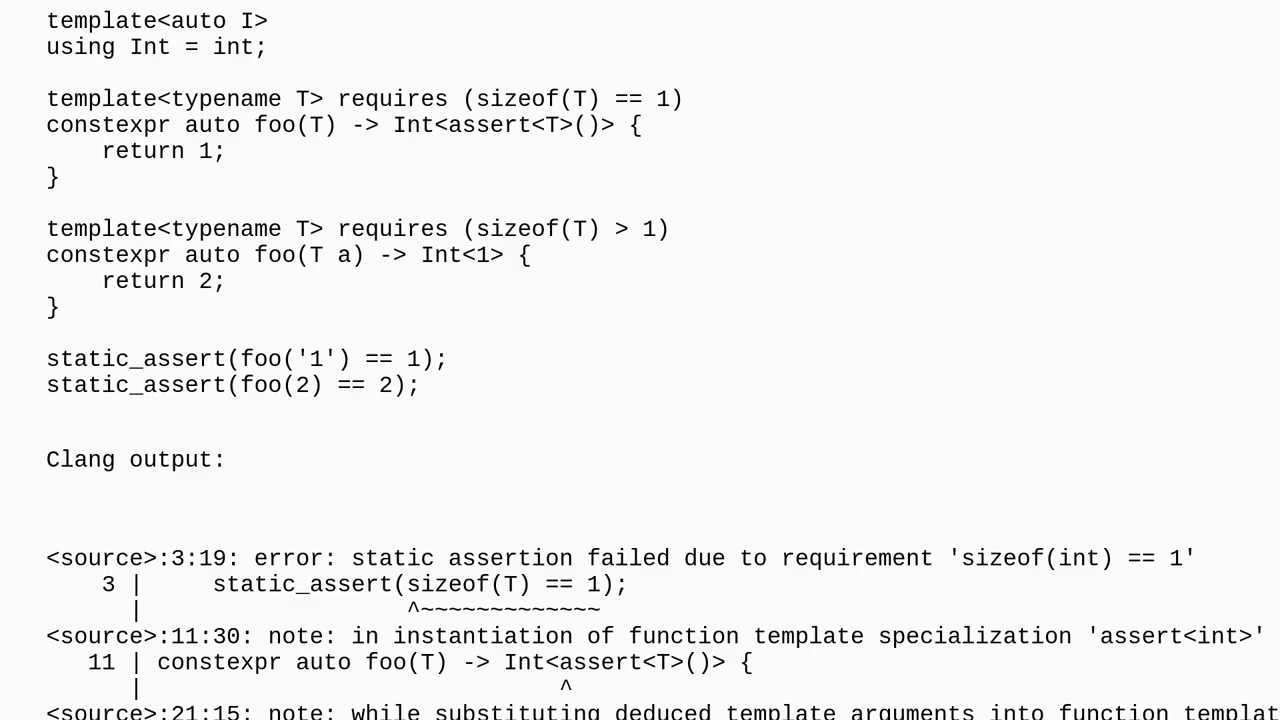 template<auto I>
using Int = int;
template<typename T> requires (sizeof(T) == 1)
constexpr auto foo(T) -> Int<assert<T>()> {
    return 1;
}
template<typename T> requires (sizeof(T) > 1)
constexpr auto foo(T a) -> Int<1> {
    return 2;
}
static_assert(foo('1') == 1);
static_assert(foo(2) == 2);
Clang output:
<source>:3:19: error: static assertion failed due to requirement 'sizeof(int) == 1'
    3 |     static_assert(sizeof(T) == 1);
      |                   ^~~~~~~~~~~~~~
<source>:11:30: note: in instantiation of function template specialization 'assert<int>'
   11 | constexpr auto foo(T) -> Int<assert<T>()> {
      |                              ^
<source>:21:15: note: while substituting deduced template arguments into function templat